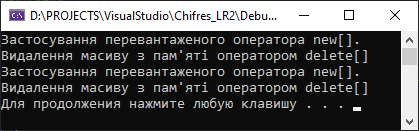 D:\PROJECTS\VisualStudio\Chifres_LR2\Debu...
Застосування перевантаженого оператора new[].
Видалення масиву з пам'яті оператором delete[]
Застосування перевантаженого оператора new[].
Видалення масиву з пам'яті оператором delete[]
Для продолжения нажмите любую клавишу . . .